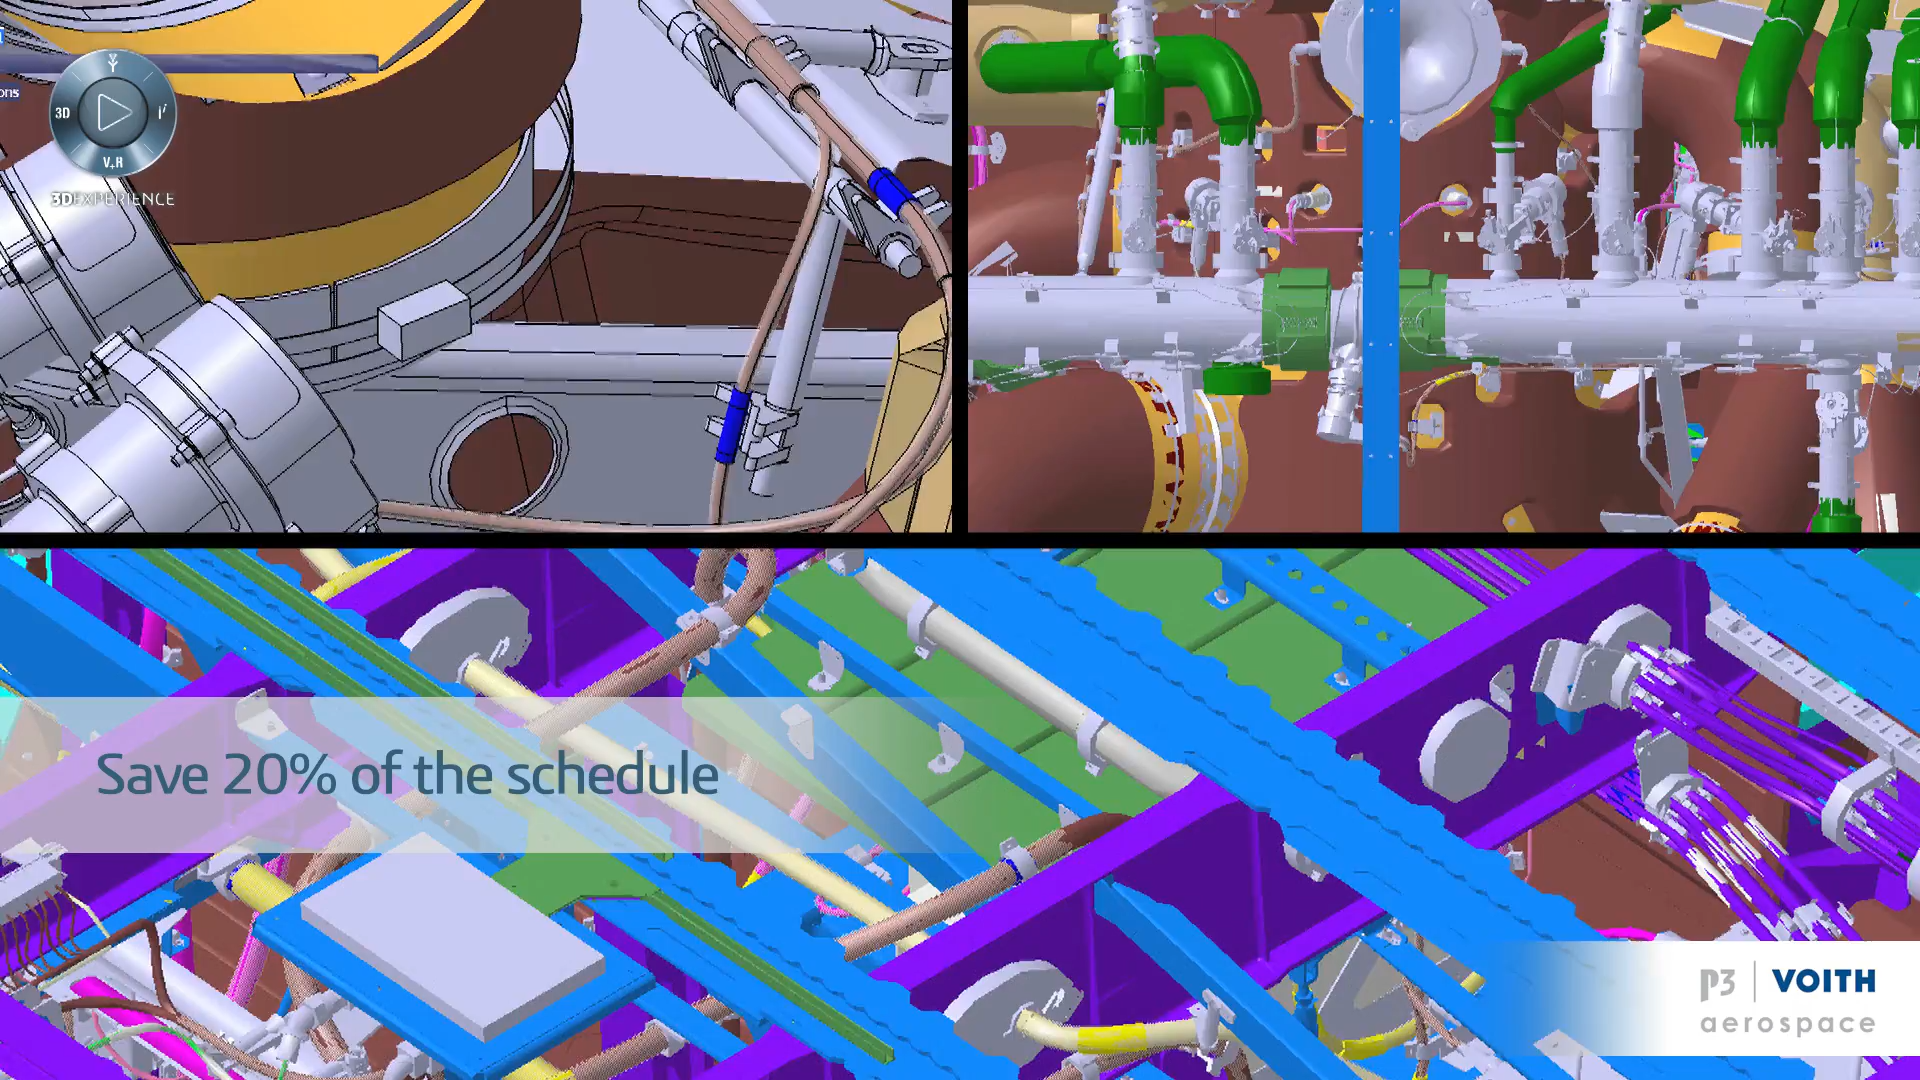 ons
3D
V,R
3DEXPERIENCE
Save 20% of the schedule
P3 | VOITH
aerospace